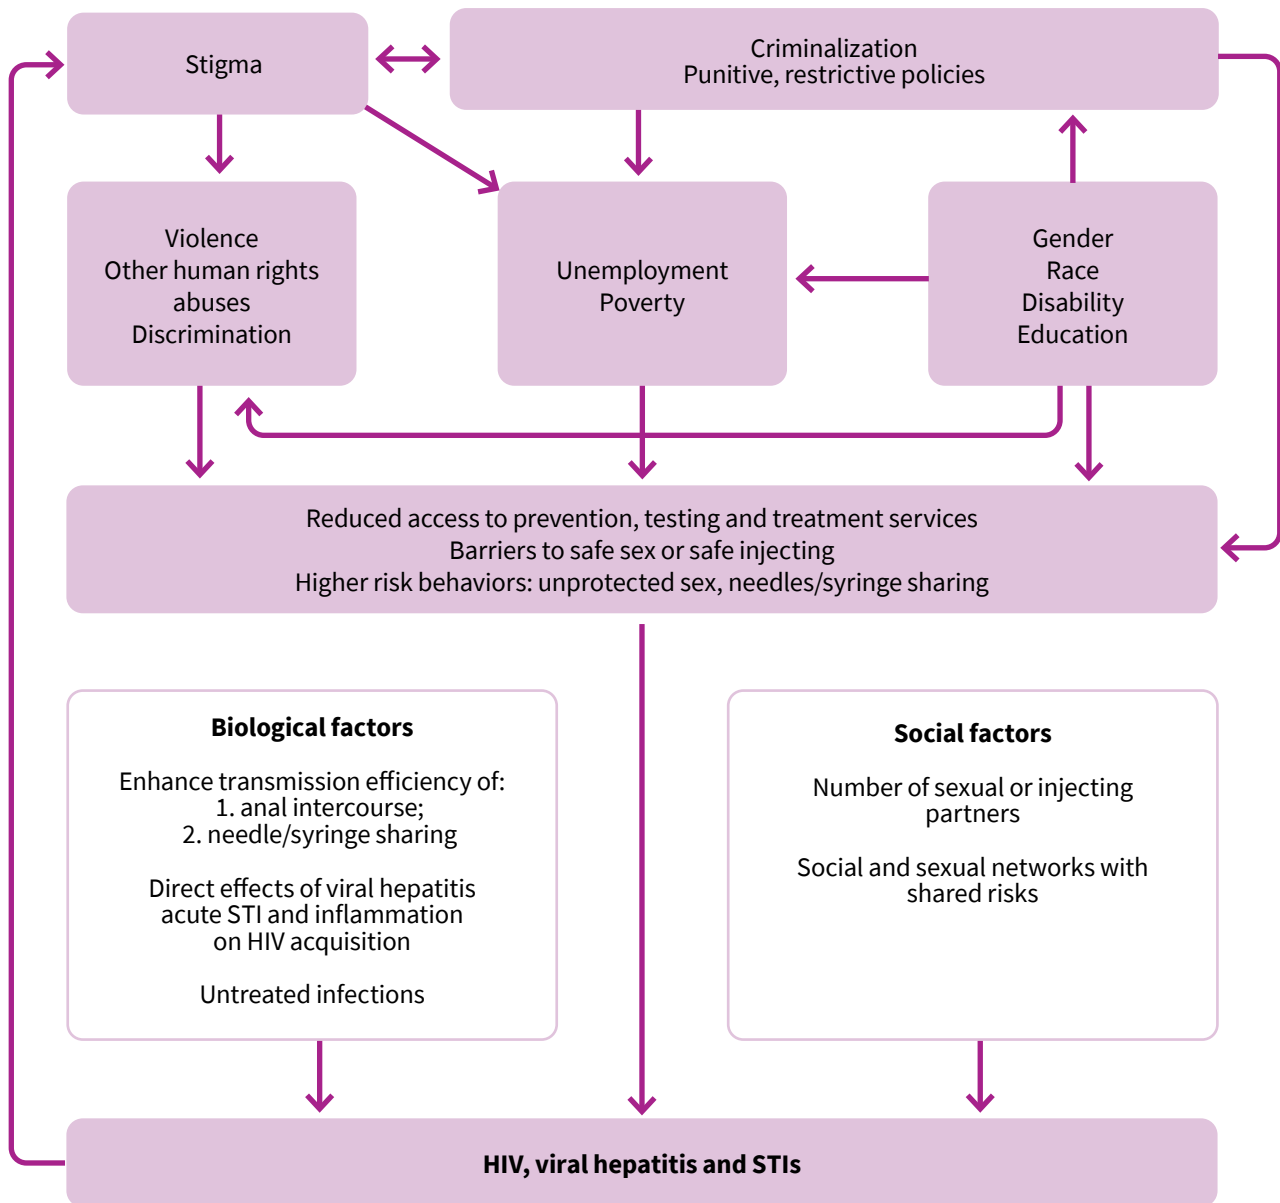 Stigma
Criminalization
Punitive, restrictive policies
Violence
Other human rights
abuses
Discrimination
Unemployment
Poverty
Gender
Race
Disability
Education
Reduced access to prevention, testing and treatment services
Barriers to safe sex or safe injecting
Higher risk behaviors: unprotected sex, needles/syringe sharing
Biological factors
Enhance transmission efficiency of:
1. anal intercourse;
2. needle/syringe sharing
Direct effects of viral hepatitis
acute STI and inflammation
on HIV acquisition
Untreated infections
Social factors
Number of sexual or injecting
partners
Social and sexual networks with
shared risks
HIV, viral hepatitis and STIs